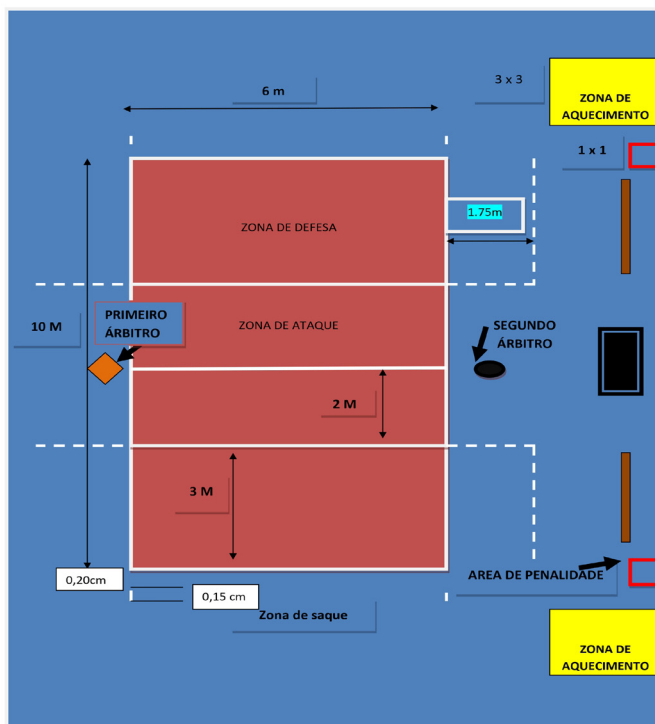 3 x 3
6 m
ZONA DE
AQUECIMENTO
1 x 1
1.75m
ZONA DE DEFESA
PRIMEIRO
ÁRBITRO
ZONA DE ATAQUE
SEGUNDO
ÁRBITRO
10 M
2 M
3 M
0,20cm
AREA DE PENALIDADE
0,15 cm
Zona de saque
ZONA DE
AQUECIMENTO